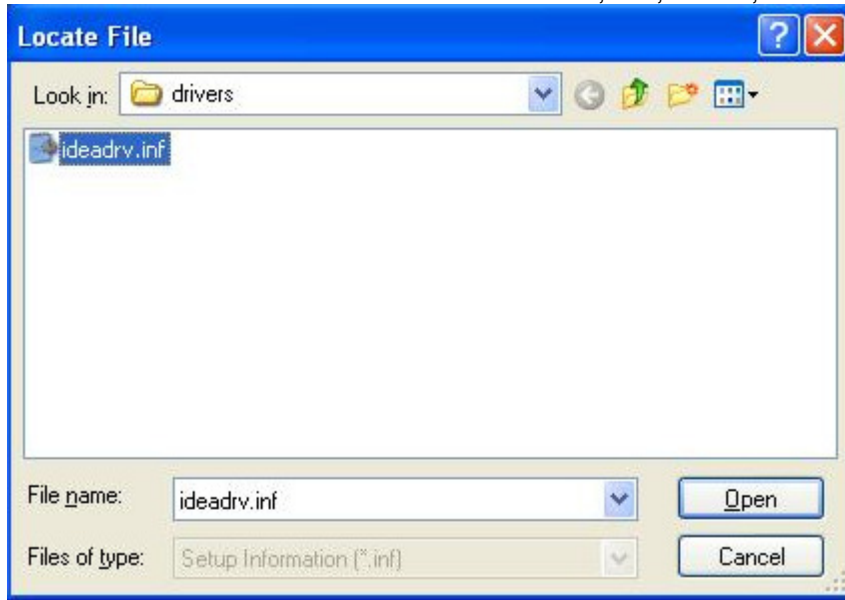 Locate File
Look in: drivers
ideadrv.inf
File name: ideadrv.inf Open
Files of type: Setup Information (*.inf) Cancel